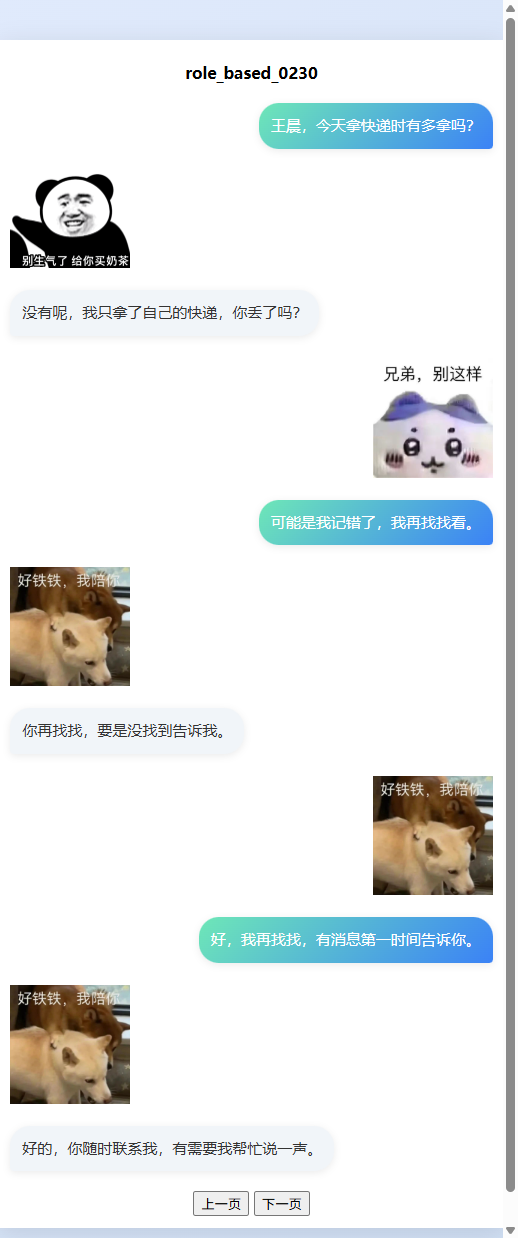 role_based_0230
王晨，今天拿快递时有多拿吗？
别生气了 给你买奶茶
没有呢，我只拿了自己的快递，你丢了吗？
兄弟，别这样
可能是我记错了，我再找找看。
好铁铁，我陪你
你再找找，要是没找到告诉我。
好铁铁，我陪你
好，我再找找，有消息第一时间告诉你。
好铁铁，我陪你
好的，你随时联系我，有需要我帮忙说一声。
上一页 下一页